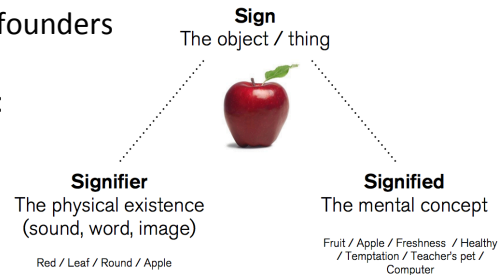 founders
Sign
The object / thing
:
Signifier
The physical existence
(sound, word, image)
Red / Leaf / Round / Apple
Signified
The mental concept
Fruit / Apple / Freshness / Healthy
/ Temptation / Teacher's pet /
Computer